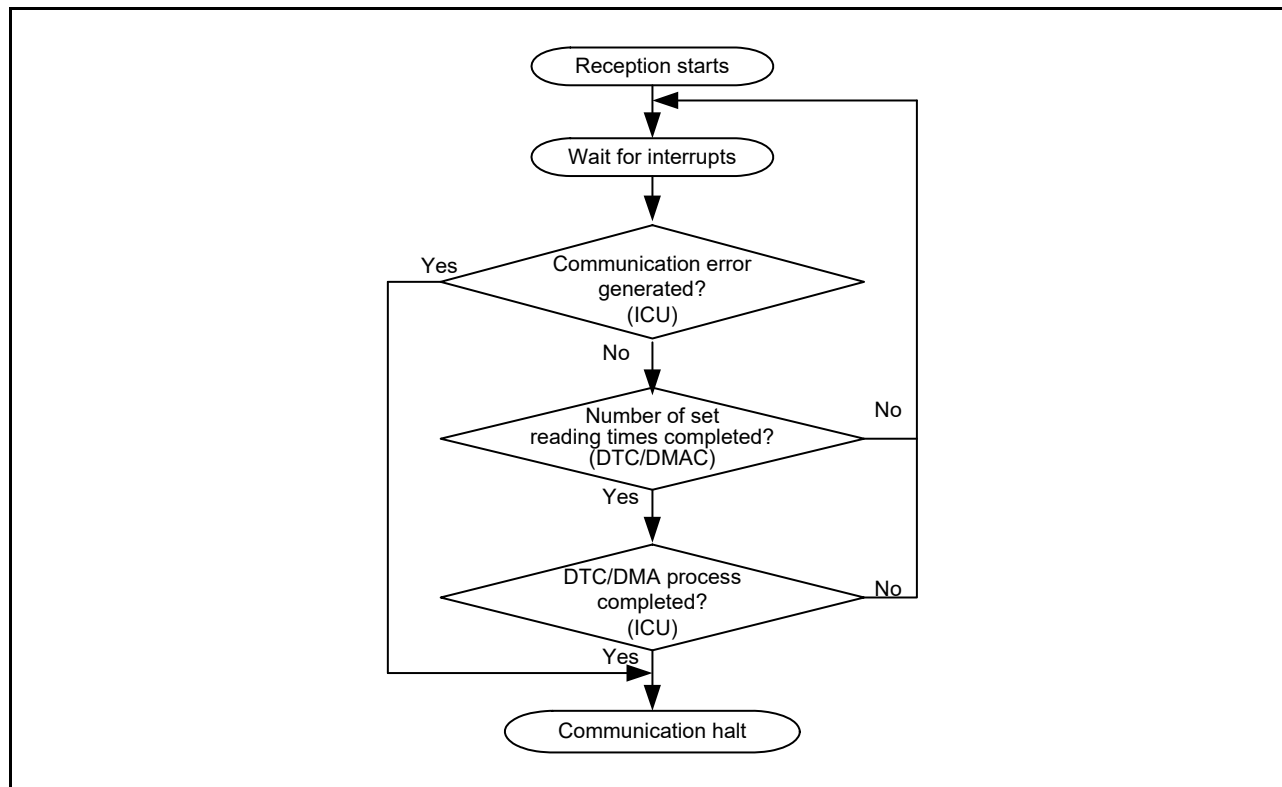 Reception starts
Wait for interrupts
Yes
Communication error
generated?
(ICU)
No
Number of set
reading times completed?
(DTC/DMAC)
No
Yes
DTC/DMA process
completed?
(ICU)
No
Yes
Communication halt